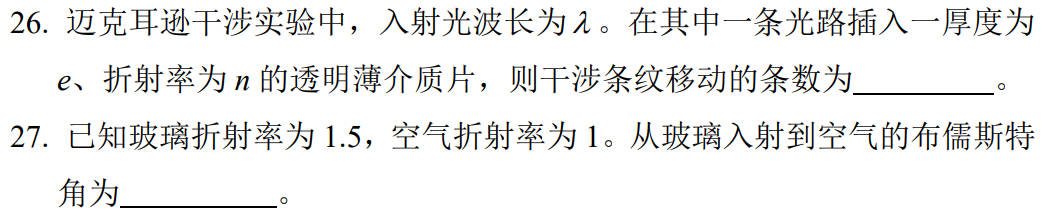 26. 迈克耳逊干涉实验中，入射光波长为λ。在其中一条光路插入一厚度为
e、折射率为 n 的透明薄介质片，则干涉条纹移动的条数为__________。
27. 已知玻璃折射率为 1.5，空气折射率为 1。从玻璃入射到空气的布儒斯特
角为___________。